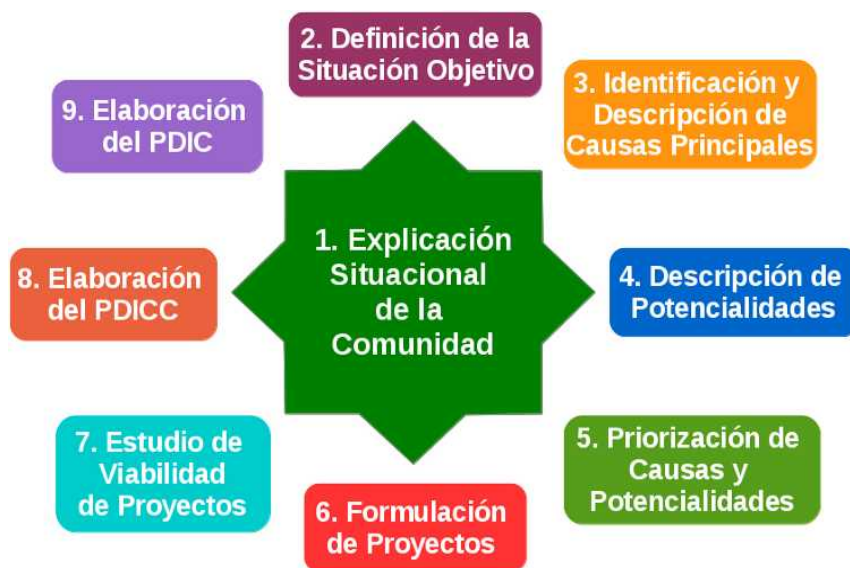 1. Explicación
Situacional
de la
Comunidad
2. Definición de la
Situación Objetivo
3. Identificación y
Descripción de
Causas Principales
4. Descripción de
Potencialidades
5. Priorización de
Causas y
Potencialidades
6. Formulación
de Proyectos
7. Estudio de
Viabilidad
de Proyectos
8. Elaboración
del PDICC
9. Elaboración
del PDIC